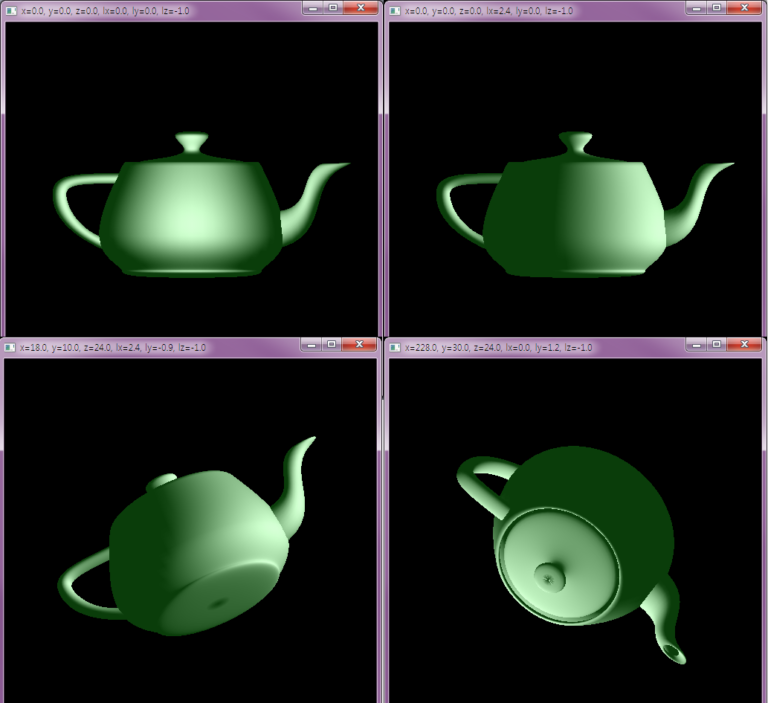 x=0.0, y=0.0, z=0.0, lx=0.0, ly=0.0, lz=-1.0
x=0.0, y=0.0, z=0.0, lx=2.4, ly=0.0, lz=-1.0
x=18.0, y=10.0, z=24.0, lx=2.4, ly=-0.9, lz=-1.0
x=228.0, y=30.0, z=24.0, lx=0.0, ly=1.2, lz=-1.0